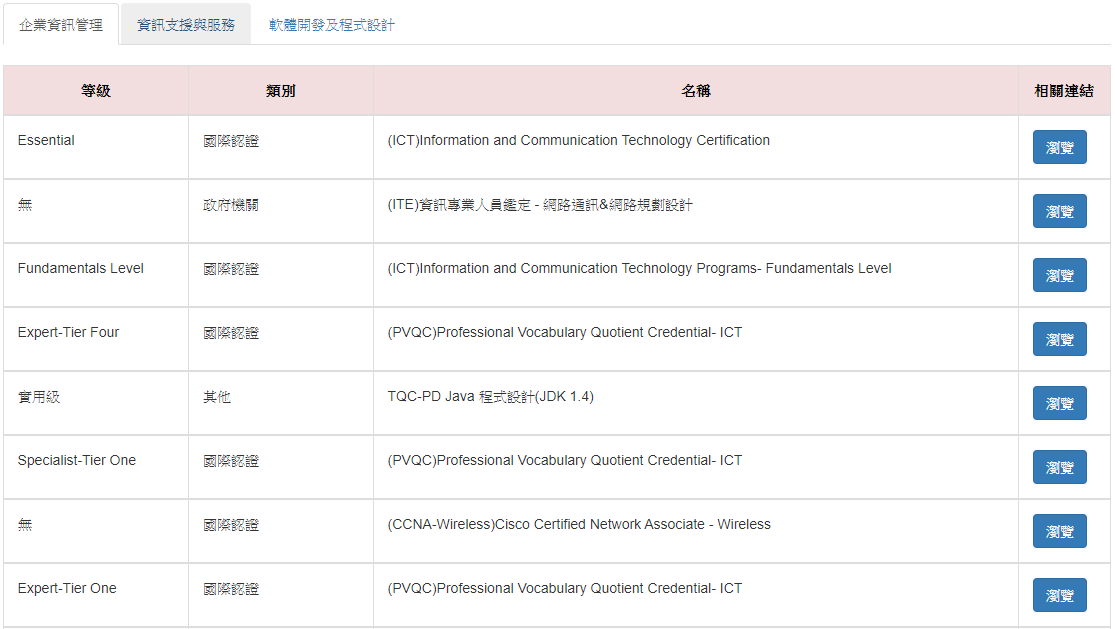 企業資訊管理 資訊支援與服務 軟體開發及程式設計
等級 類別 名稱 相關連結
Essential 國際認證 (ICT)Information and Communication Technology Certification 瀏覽
無 政府機關 (ITE)資訊專業人員鑑定 - 網路通訊&網路規劃設計 瀏覽
Fundamentals Level 國際認證 (ICT)Information and Communication Technology Programs- Fundamentals Level 瀏覽
Expert-Tier Four 國際認證 (PVQC)Professional Vocabulary Quotient Credential- ICT 瀏覽
實用級 其他 TQC-PD Java 程式設計(JDK 1.4) 瀏覽
Specialist-Tier One 國際認證 (PVQC)Professional Vocabulary Quotient Credential- ICT 瀏覽
無 國際認證 (CCNA-Wireless)Cisco Certified Network Associate - Wireless 瀏覽
Expert-Tier One 國際認證 (PVQC)Professional Vocabulary Quotient Credential- ICT 瀏覽